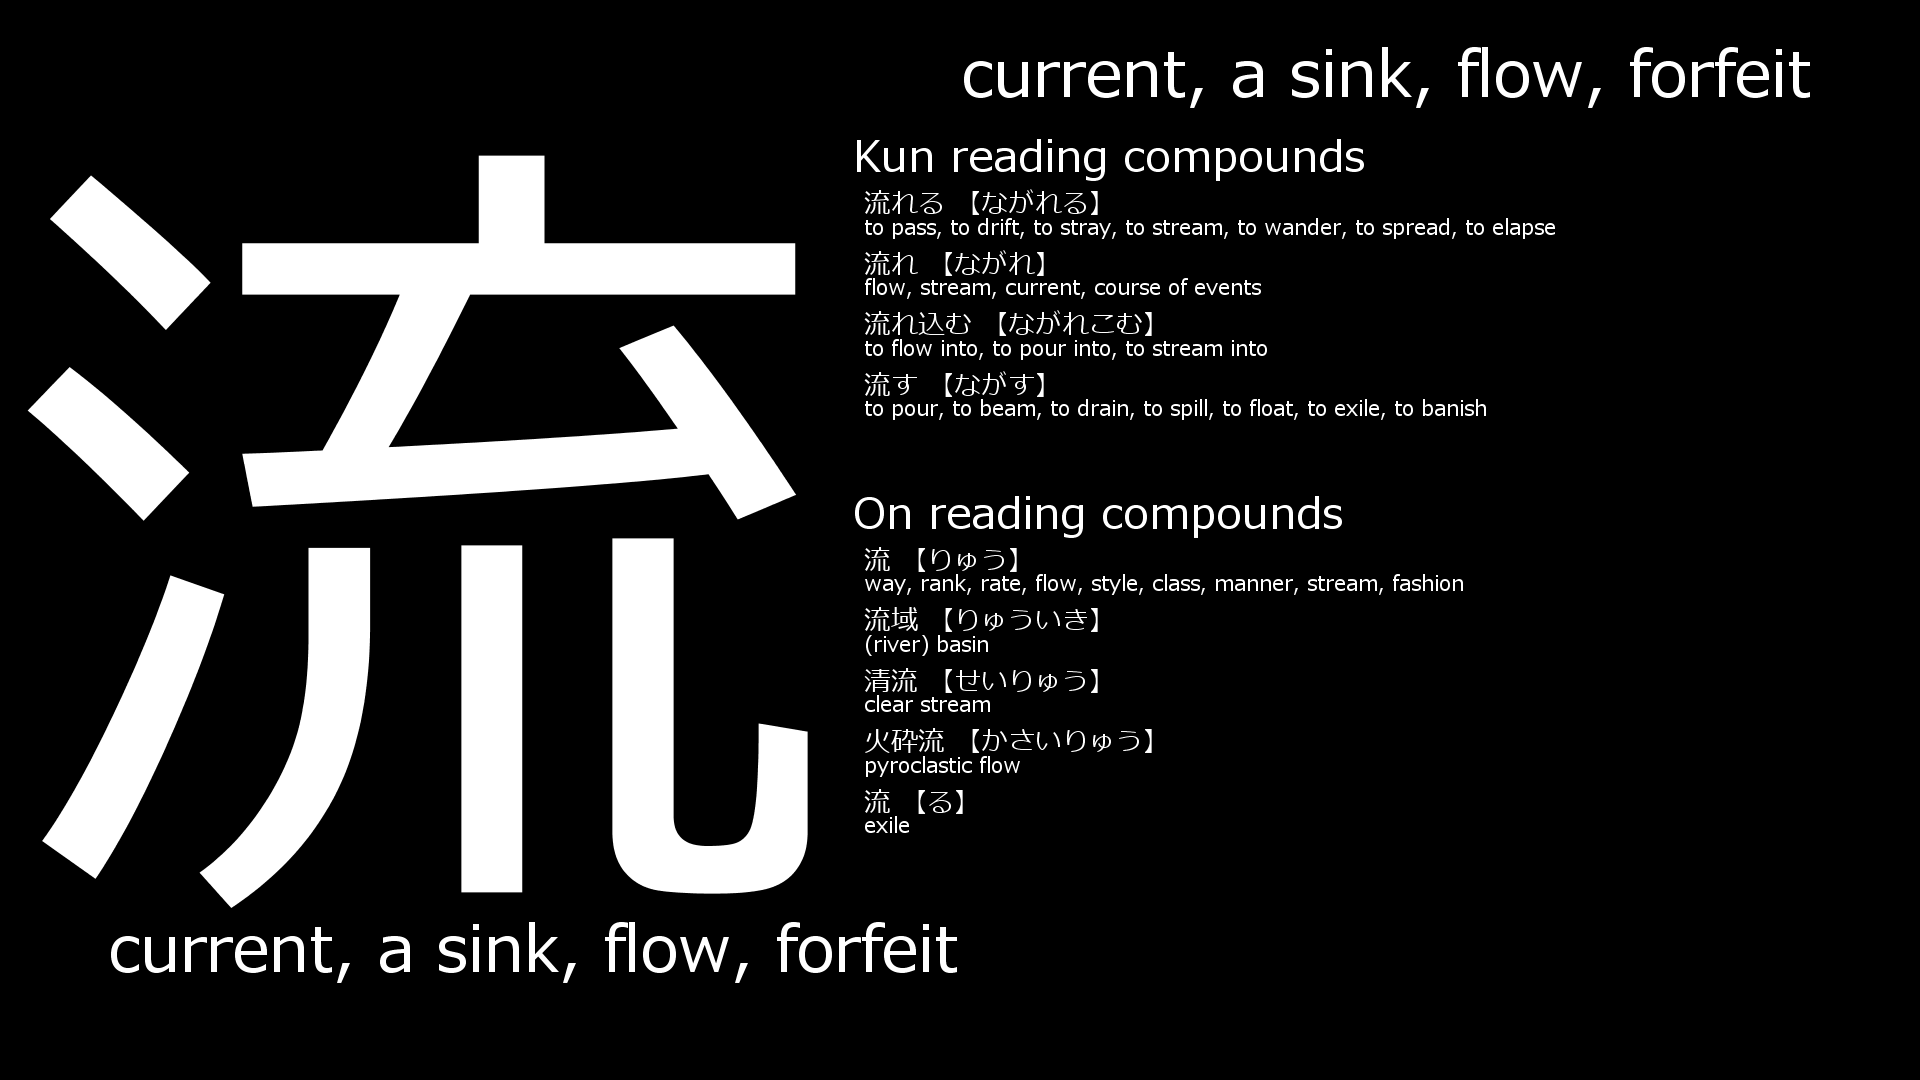 current, a sink, flow, forfeit
流
Kun reading compounds
流れる 【ながれる】
to pass, to drift, to stray, to stream, to wander, to spread, to elapse
流れ 【ながれ】
flow, stream, current, course of events
流れ込む 【ながれこむ】
to flow into, to pour into, to stream into
流す 【ながす】
to pour, to beam, to drain, to spill, to float, to exile, to banish
On reading compounds
流 【りゅう】
way, rank, rate, flow, style, class, manner, stream, fashion
流域 【りゅういき】
(river) basin
清流 【せいりゅう】
clear stream
火砕流 【かさいりゅう】
pyroclastic flow
流 【る】
exile
current, a sink, flow, forfeit